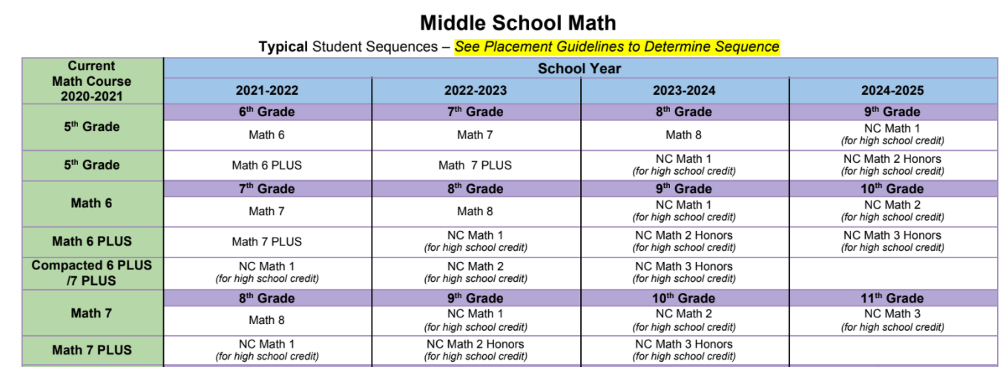 Middle School Math
Typical Student Sequences – See Placement Guidelines to Determine Sequence
Current
Math Course
2020-2021
School Year
2021-2022 2022-2023 2023-2024 2024-2025
5th Grade
6th Grade 7th Grade 8th Grade 9th Grade
Math 6 Math 7 Math 8 NC Math 1
(for high school credit)
5th Grade Math 6 PLUS Math 7 PLUS NC Math 1 NC Math 2 Honors
(for high school credit) (for high school credit)
Math 6
7th Grade 8th Grade 9th Grade 10th Grade
Math 7 Math 8 NC Math 1 NC Math 2
(for high school credit) (for high school credit)
Math 6 PLUS Math 7 PLUS NC Math 1 NC Math 2 Honors NC Math 3 Honors
(for high school credit) (for high school credit) (for high school credit)
Compacted 6 PLUS
/7 PLUS
NC Math 1 NC Math 2 NC Math 3 Honors
(for high school credit) (for high school credit) (for high school credit)
Math 7
8th Grade 9th Grade 10th Grade 11th Grade
Math 8 NC Math 1 NC Math 2 NC Math 3
(for high school credit) (for high school credit) (for high school credit)
Math 7 PLUS NC Math 1 NC Math 2 Honors NC Math 3 Honors
(for high school credit) (for high school credit) (for high school credit)